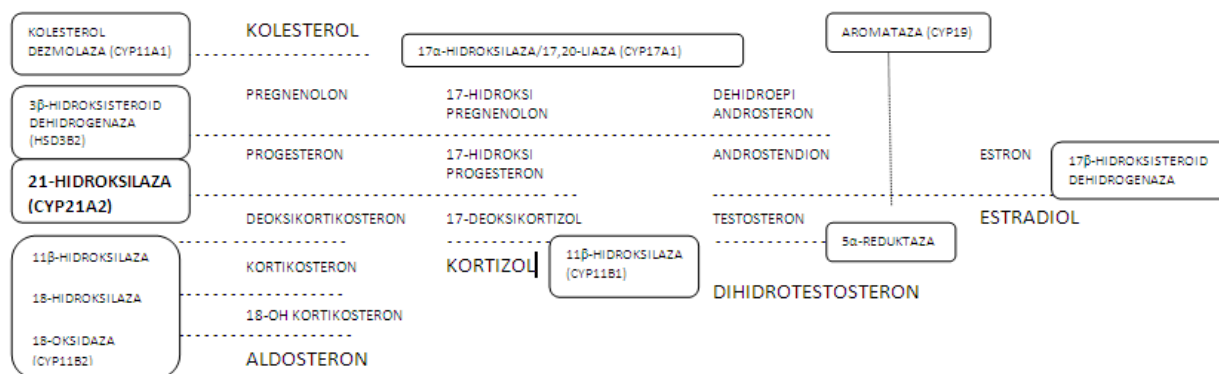 KOLESTEROL
DEZMOLAZA (CYP11A1)
KOLESTEROL
17α-HIDROKSILAZA/17,20-LIAZA (CYP17A1)
AROMATAZA (CYP19)
3β-HIDROKSISTEROID
DEHIDROGENAZA
(HSD3B2)
PREGNENOLON
17-HIDROKSI
PREGNENOLON
DEHIDROEPI
ANDROSTERON
PROGESTERON
17-HIDROKSI
PROGESTERON
ANDROSTENDION
ESTRON
17β-HIDROKSISTEROID
DEHIDROGENAZA
21-HIDROKSILAZA
(CYP21A2)
DEOKSIKORTIKOSTERON
17-DEOKSIKORTIZOL
TESTOSTERON
ESTRADIOL
11β-HIDROKSILAZA
18-HIDROKSILAZA
18-OKSIDAZA
(CYP11B2)
KORTIKOSTERON
KORTIZOL
11β-HIDROKSILAZA
(CYP11B1)
5α-REDUKTAZA
DIHIDROTESTOSTERON
18-OH KORTIKOSTERON
ALDOSTERON